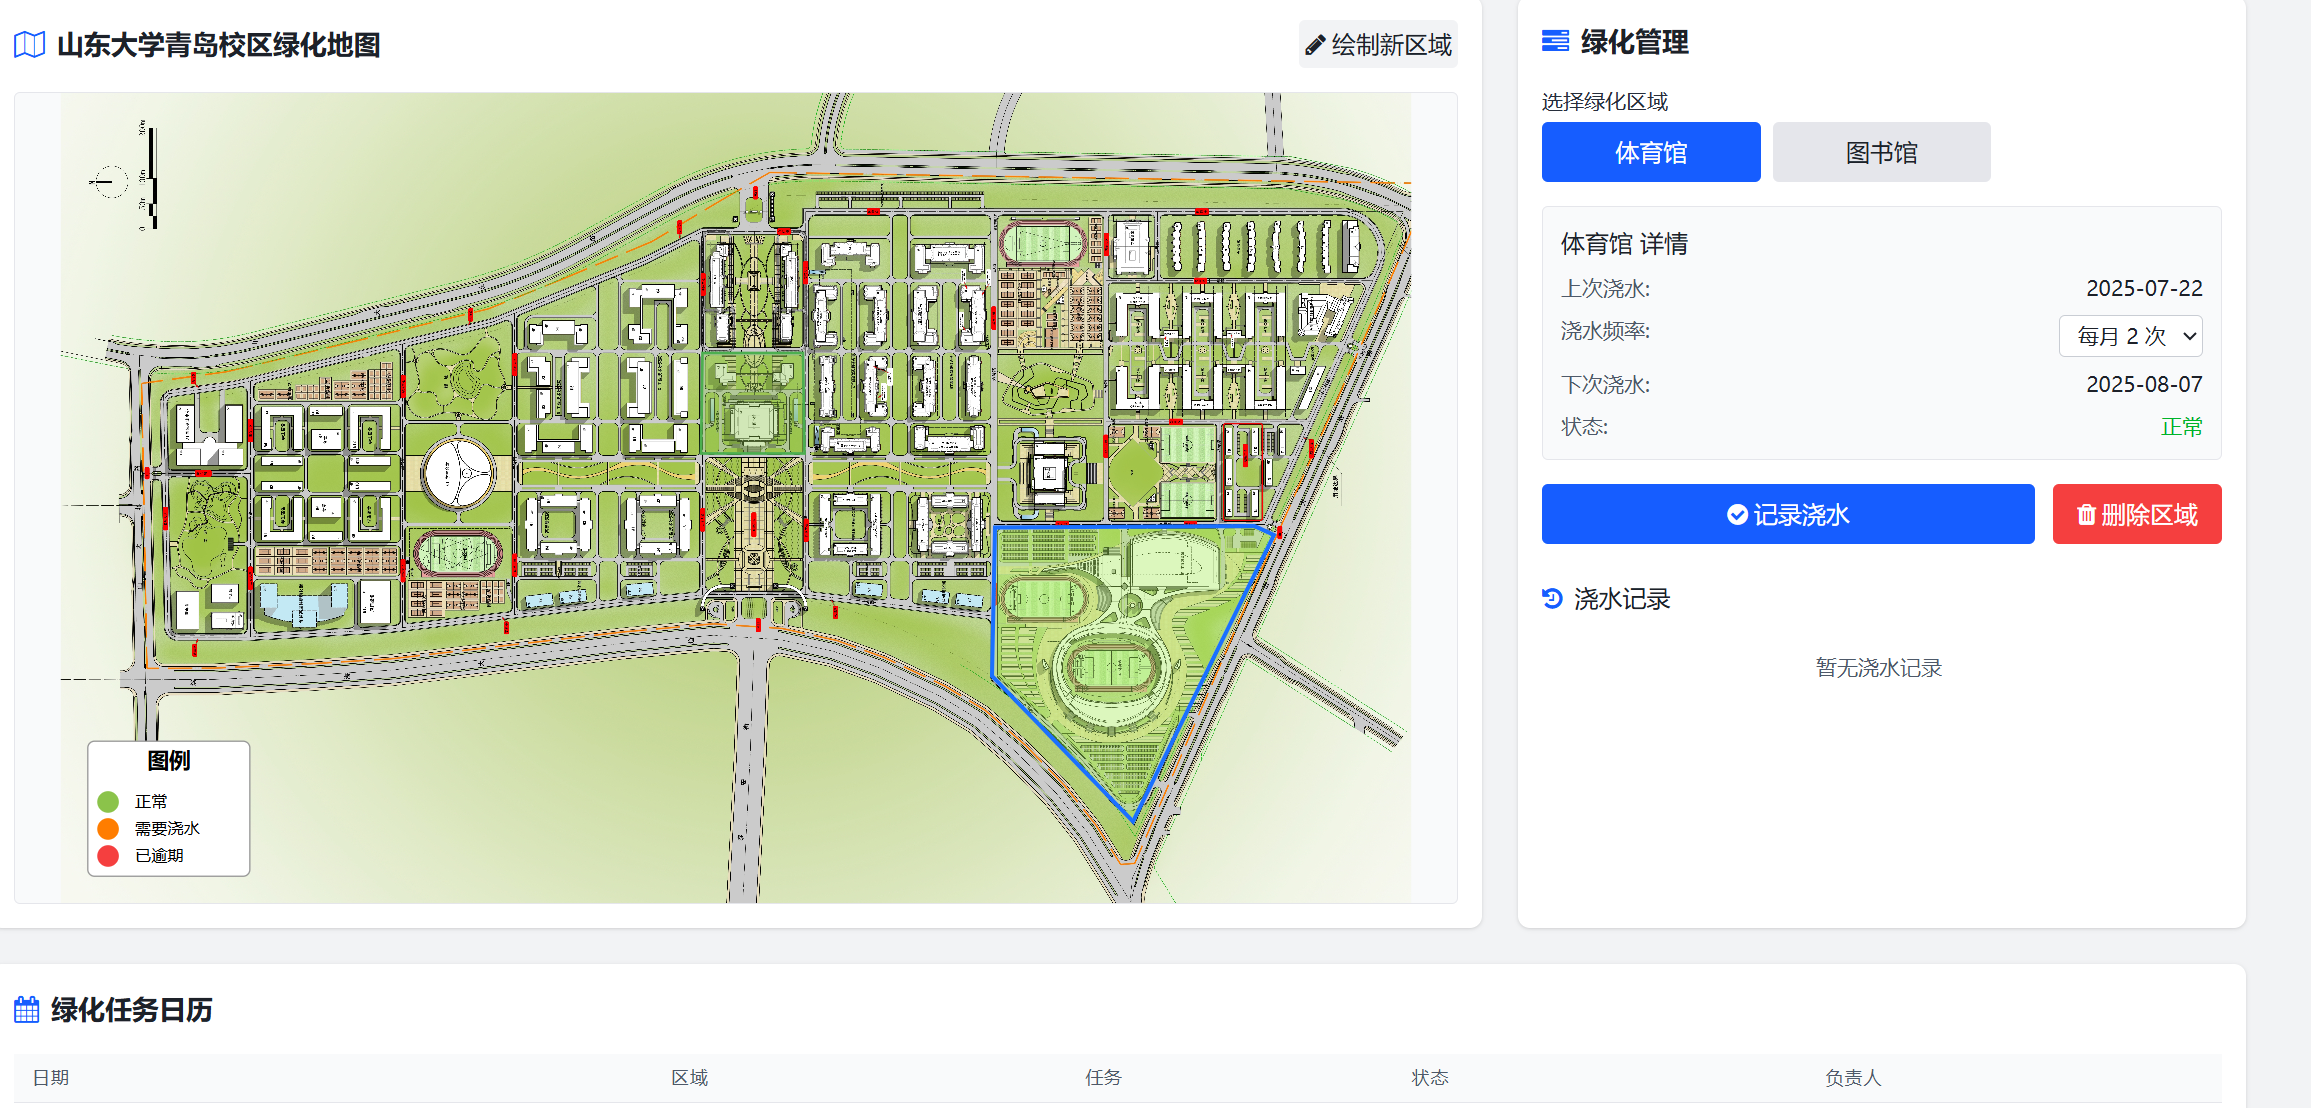 山东大学青岛校区绿化地图
绘制新区域
图例
正常
需要浇水
已逾期
绿化管理
选择绿化区域
体育馆
图书馆
体育馆 详情
上次浇水:
2025-07-22
浇水频率:
每月 2 次
下次浇水:
2025-08-07
状态:
正常
记录浇水
删除区域
浇水记录
暂无浇水记录
绿化任务日历
日期 区域 任务 状态 负责人